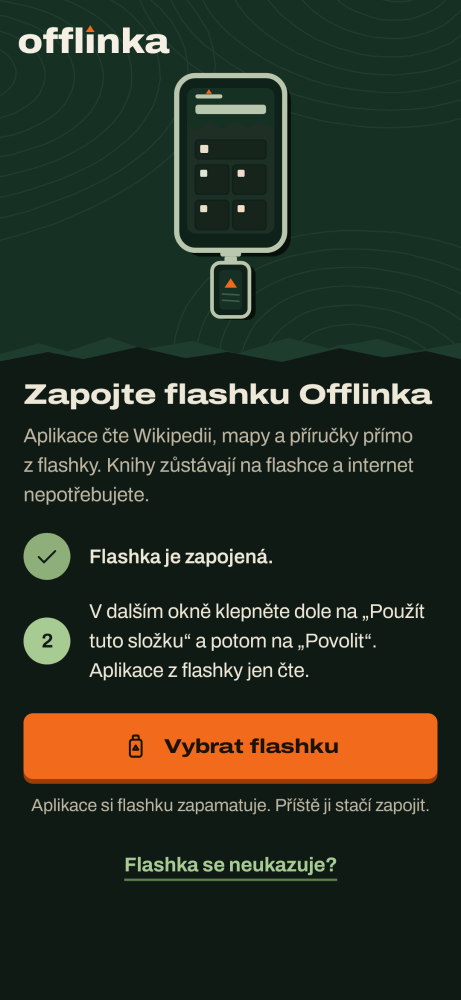 offlinka
Zapojte flashku Offlinka
Aplikace čte Wikipedii, mapy a příručky přímo
z flashky. Knihy zůstávají na flashce a internet
nepotřebujete.
Flashka je zapojená.
2
V dalším okně klepněte dole na „Použít
tuto složku“ a potom na „Povolit“.
Aplikace z flashky jen čte.
Vybrat flashku
Aplikace si flashku zapamatuje. Příště ji stačí zapojit.
Flashka se neukazuje?